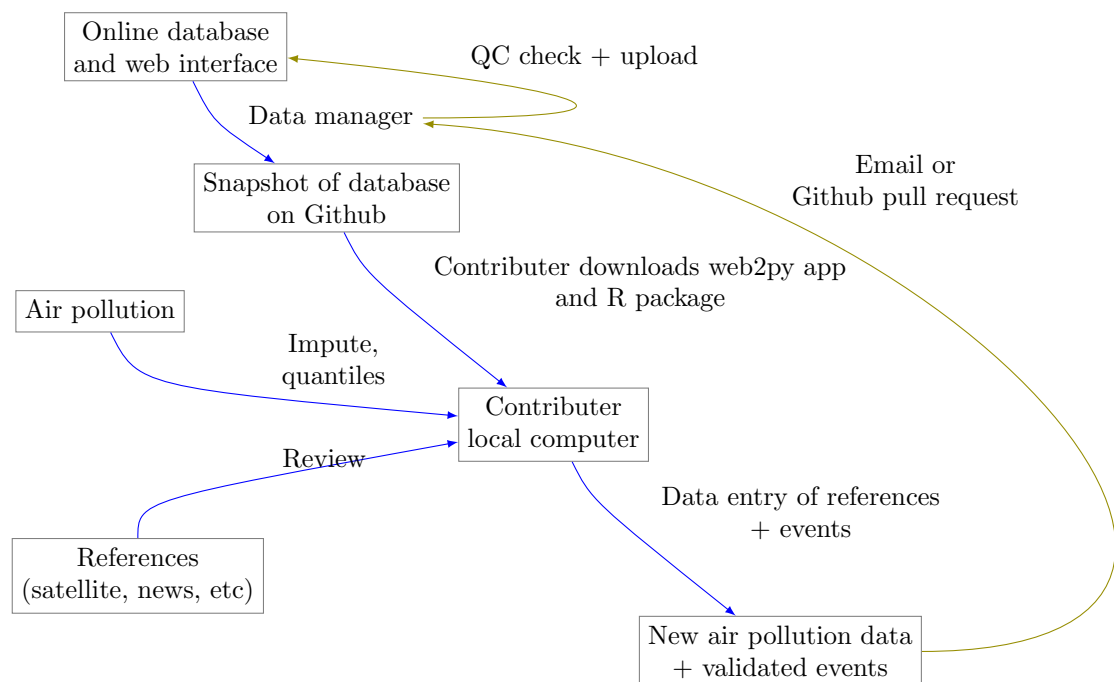 Online database
and web interface
QC check + upload
Data manager
Email or
Github pull request
Snapshot of database
on Github
Contributer downloads web2py app
and R package
Air pollution
Impute,
quantiles
Contributer
local computer
Review
Data entry of references
+ events
References
(satellite, news, etc)
New air pollution data
+ validated events